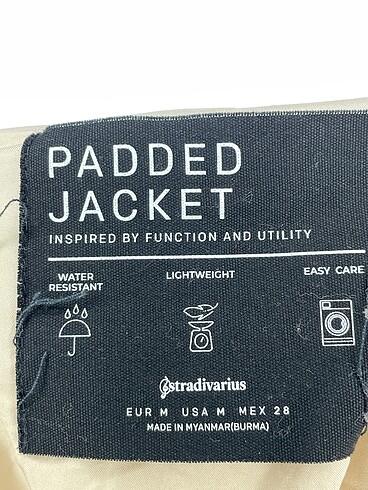 PADDED
JACKET
INSPIRED BY FUNCTION AND UTILITY
WATER
RESISTANT
LIGHTWEIGHT
EASY CARE
stradivarius
EUR M USA M MEX 28
MADE IN MYANMAR(BURMA)